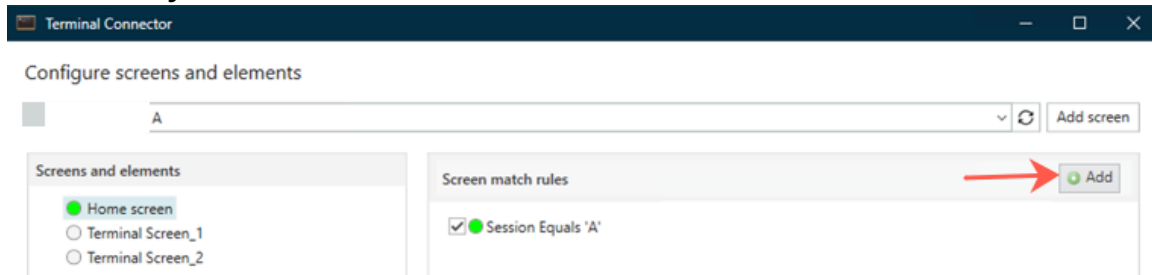 Terminal Connector
Configure screens and elements
A
Add screen
Screens and elements
Screen match rules
Add
Home screen
Terminal Screen_1
Terminal Screen_2
Session Equals 'A'